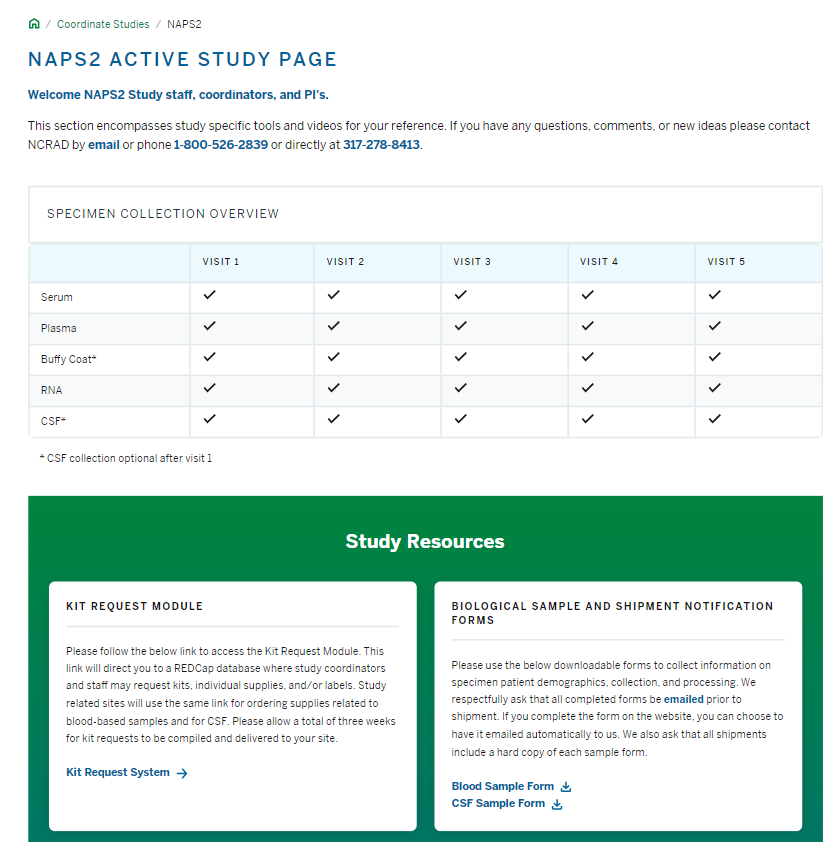 / Coordinate Studies / NAPS2
NAPS2 ACTIVE STUDY PAGE
Welcome NAPS2 Study staff, coordinators, and PI's.
This section encompasses study specific tools and videos for your reference. If you have any questions, comments, or new ideas please contact
NCRAD by email or phone 1-800-526-2839 or directly at 317-278-8413.
SPECIMEN COLLECTION OVERVIEW
VISIT 1 VISIT 2 VISIT 3 VISIT 4 VISIT 5
Serum ✓ ✓ ✓ ✓ ✓
Plasma ✓ ✓ ✓ ✓ ✓
Buffy Coat* ✓ ✓ ✓ ✓ ✓
RNA ✓ ✓ ✓ ✓ ✓
CSF* ✓ ✓ ✓ ✓ ✓
* CSF collection optional after visit 1
Study Resources
KIT REQUEST MODULE
Please follow the below link to access the Kit Request Module. This
link will direct you to a REDCap database where study coordinators
and staff may request kits, individual supplies, and/or labels. Study
related sites will use the same link for ordering supplies related to
blood-based samples and for CSF. Please allow a total of three weeks
for kit requests to be compiled and delivered to your site.
Kit Request System →
BIOLOGICAL SAMPLE AND SHIPMENT NOTIFICATION
FORMS
Please use the below downloadable forms to collect information on
specimen patient demographics, collection, and processing. We
respectfully ask that all completed forms be emailed prior to
shipment. If you complete the form on the website, you can choose to
have it emailed automatically to us. We also ask that all shipments
include a hard copy of each sample form.
Blood Sample Form
CSF Sample Form